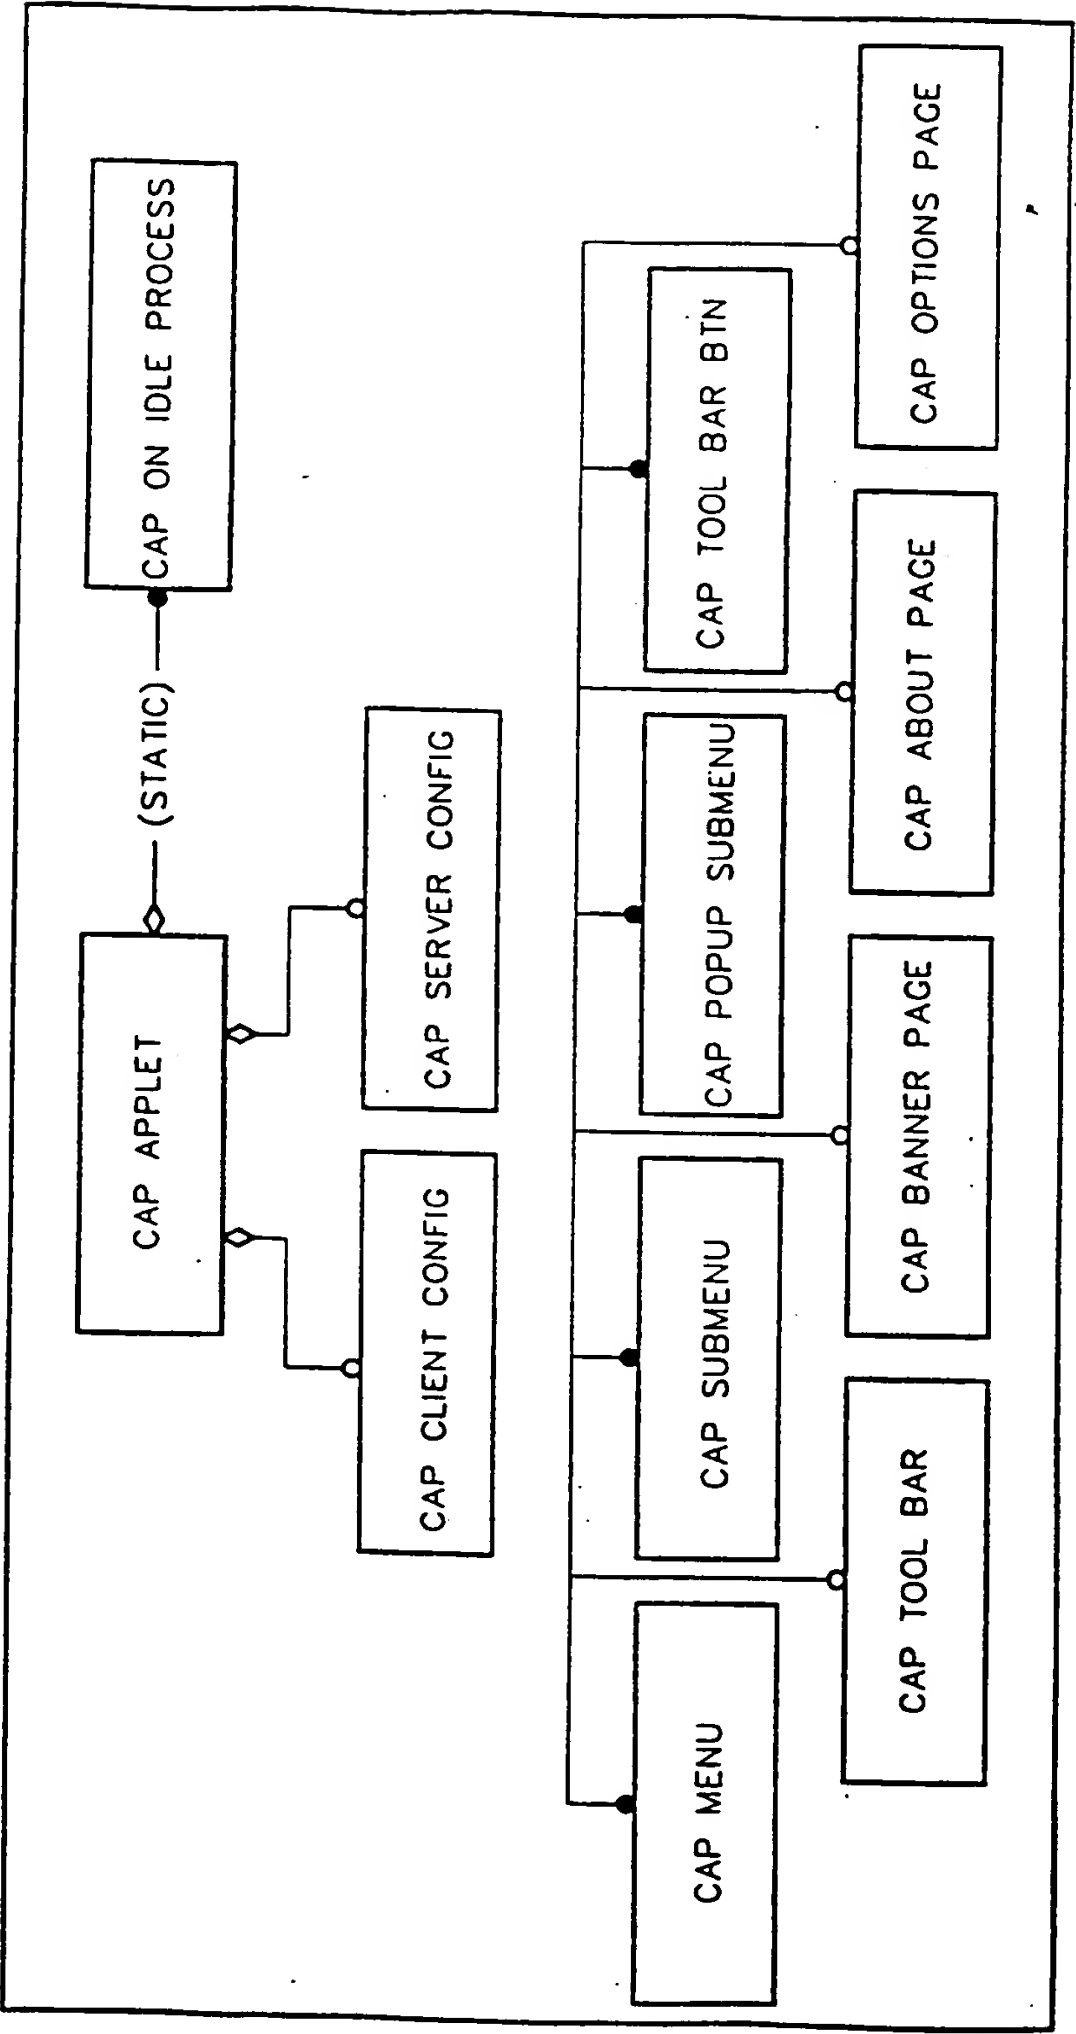 CAP APPLET
(STATIC)
CAP ON IDLE PROCESS
CAP CLIENT CONFIG
CAP SERVER CONFIG
CAP MENU
CAP SUBMENU
CAP POPUP SUBMENU
CAP TOOL BAR BTN
CAP TOOL BAR
CAP BANNER PAGE
CAP ABOUT PAGE
CAP OPTIONS PAGE